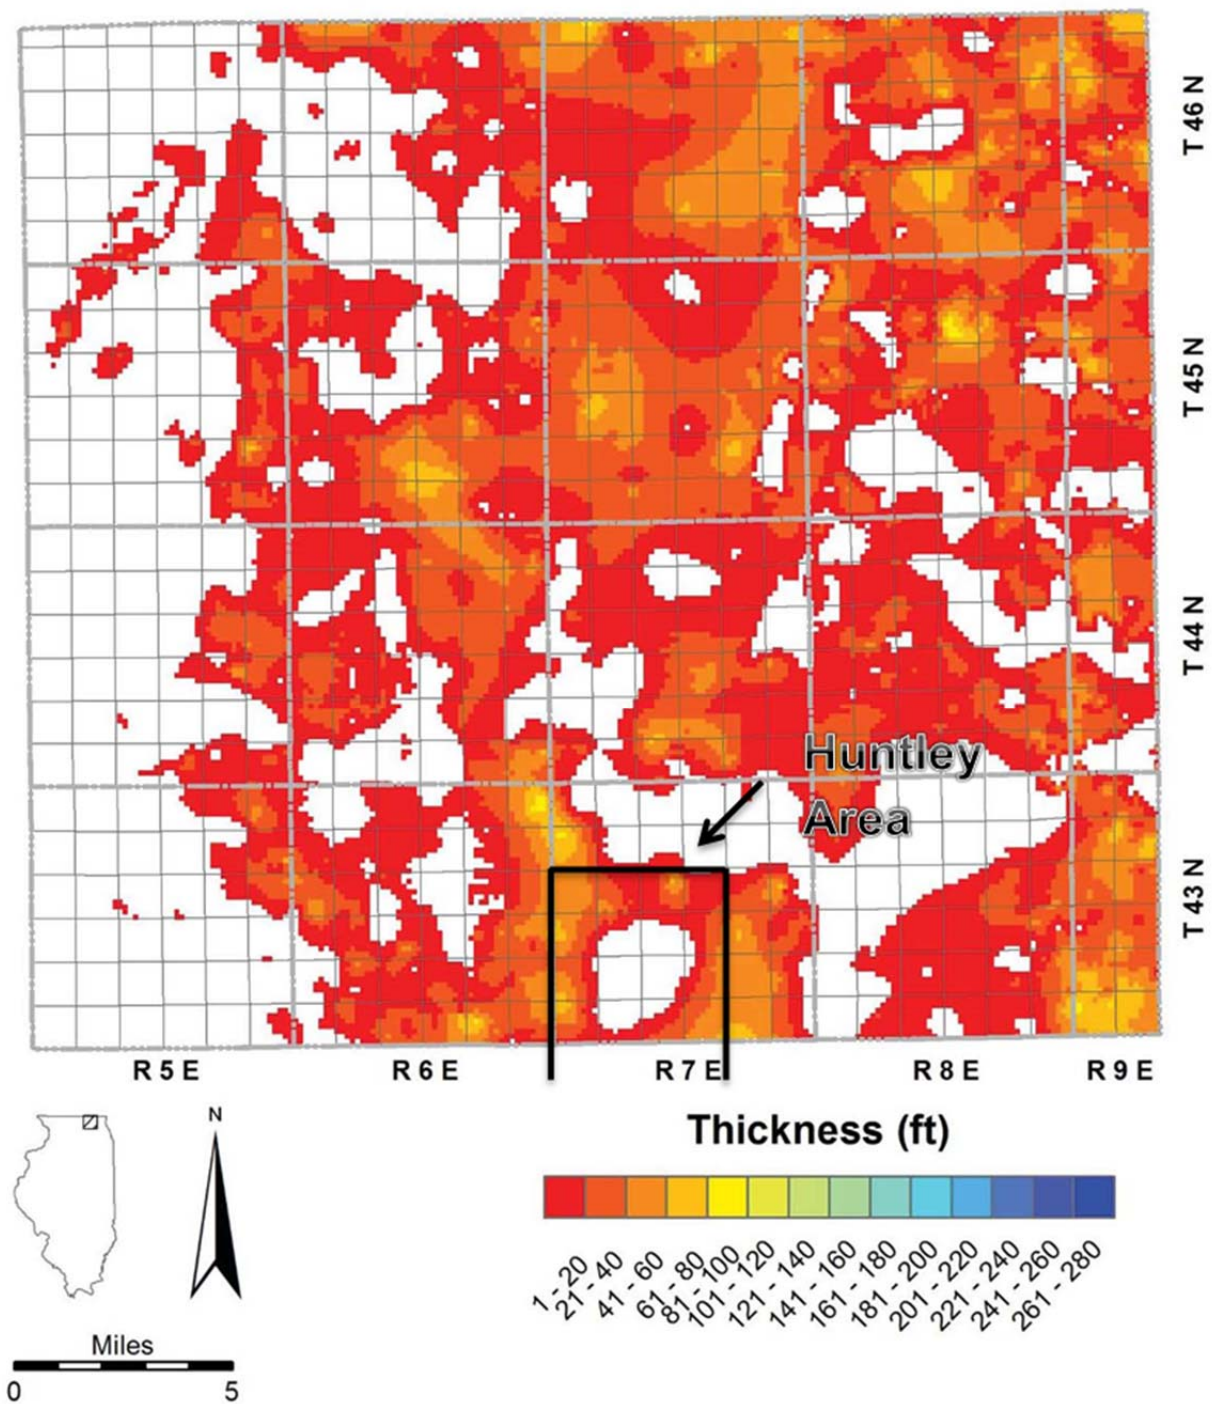 T 46 N
T 45 N
T 44 N
Huntley
Area
T 43 N
R 5 E
R 6 E
R 7 E
R 8 E
R 9 E
N
Thickness (ft)
1 - 20
21 - 40
41 - 60
61 - 80
81 - 100
101 - 120
121 - 140
141 - 160
161 - 180
181 - 200
201 - 220
221 - 240
241 - 260
261 - 280
Miles
0
5